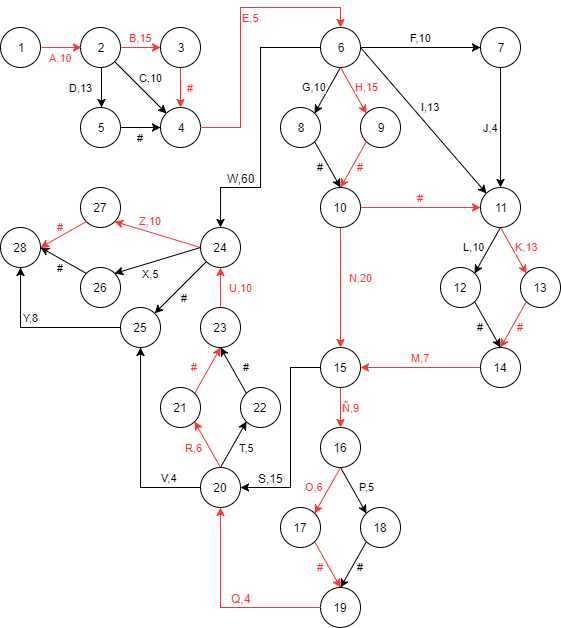 E,5
1
A,10
2
B,15
3
6
F,10
7
D,13
C,10
#
G,10
H,15
I,13
J,4
5
#
4
8
9
W,60
#
#
27
Z,10
10
#
11
#
28
24
L,10
K,13
#
26
X,5
N,20
12
13
U,10
#
Y,8
25
23
#
#
#
#
15
M,7
14
21
22
Ñ,9
R,6
T,5
16
V,4
20
S,15
O,6
P,5
17
18
#
#
Q,4
19